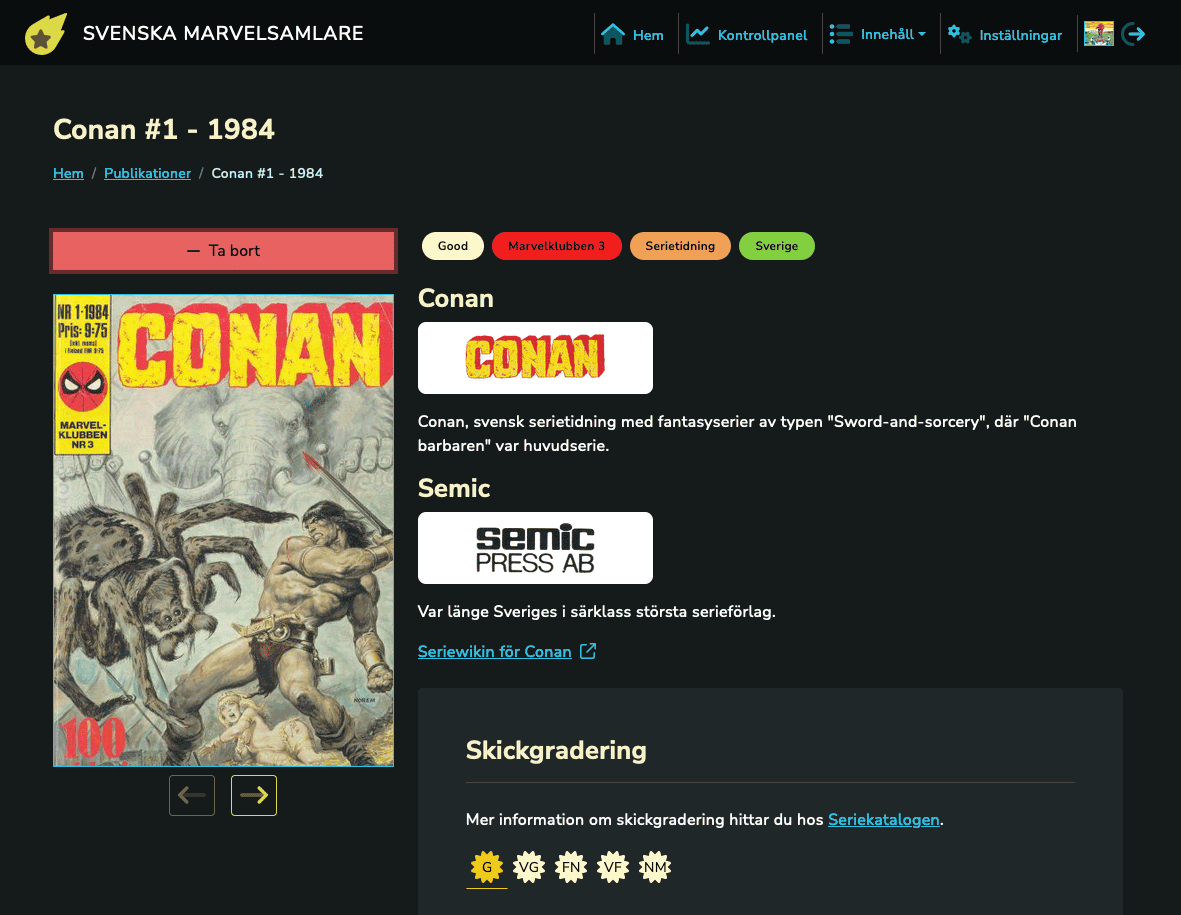 SVENSKA MARVELSAMLARE
Hem
Kontrollpanel
Innehåll
Inställningar
Conan #1 - 1984
Hem / Publikationer / Conan #1 - 1984
Ta bort
Good
Marvelklubben 3
Serietidning
Sverige
NR 1·1984
Pris: 9·75
(inkl. moms)
i Finland FMK 9·75
MARVEL-
KLUBBEN
NR 3
CONAN
NOREM
100
Conan
CONAN
Conan, svensk serietidning med fantasyserier av typen "Sword-and-sorcery", där "Conan
barbaren" var huvudserie.
Semic
semic
PRESS AB
Var länge Sveriges i särklass största serieförlag.
Seriewikin för Conan
Skickgradering
Mer information om skickgradering hittar du hos Seriekatalogen.
G VG FN VF NM